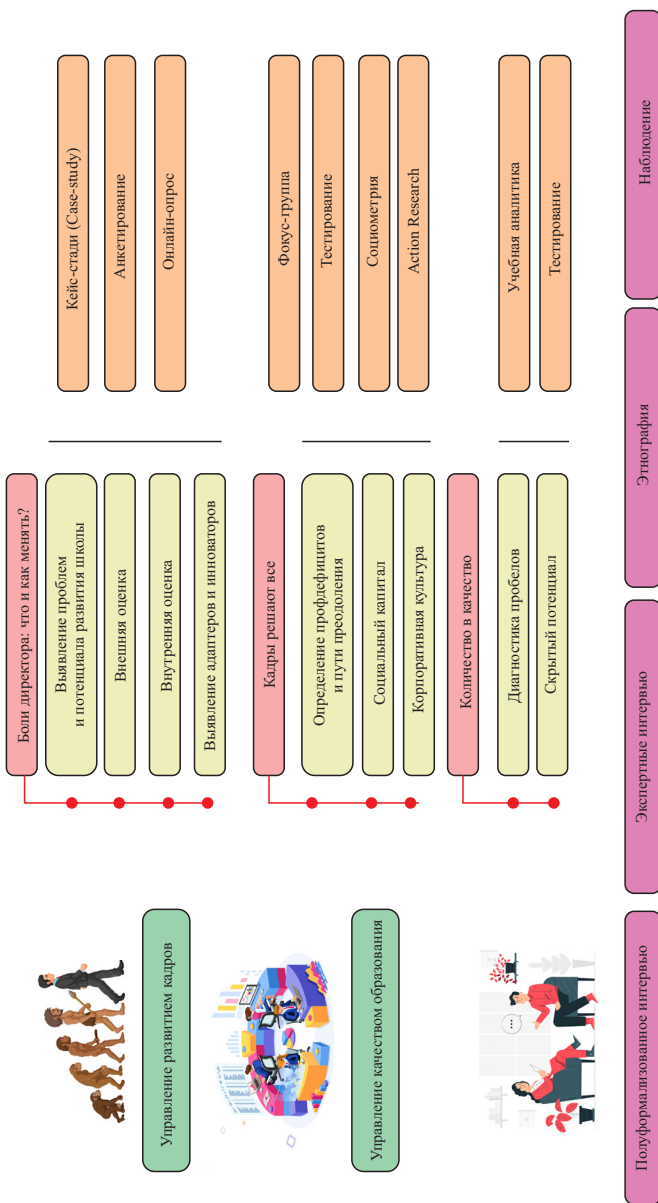 Управление развитием кадров
Управление качеством образования
Боли директора: что и как менять?
Выявление проблем
и потенциала развития школы
Внешняя оценка
Внутренняя оценка
Выявление адаптеров и инноваторов
Кадры решают все
Определение профдефицитов
и пути преодоления
Социальный капитал
Корпоративная культура
Количество в качество
Диагностика пробелов
Скрытый потенциал
Кейс-стади (Case-study)
Анкетирование
Онлайн-опрос
Фокус-группа
Тестирование
Социометрия
Action Research
Учебная аналитика
Тестирование
Полуформализованное интервью
Экспертные интервью
Этнография
Наблюдение